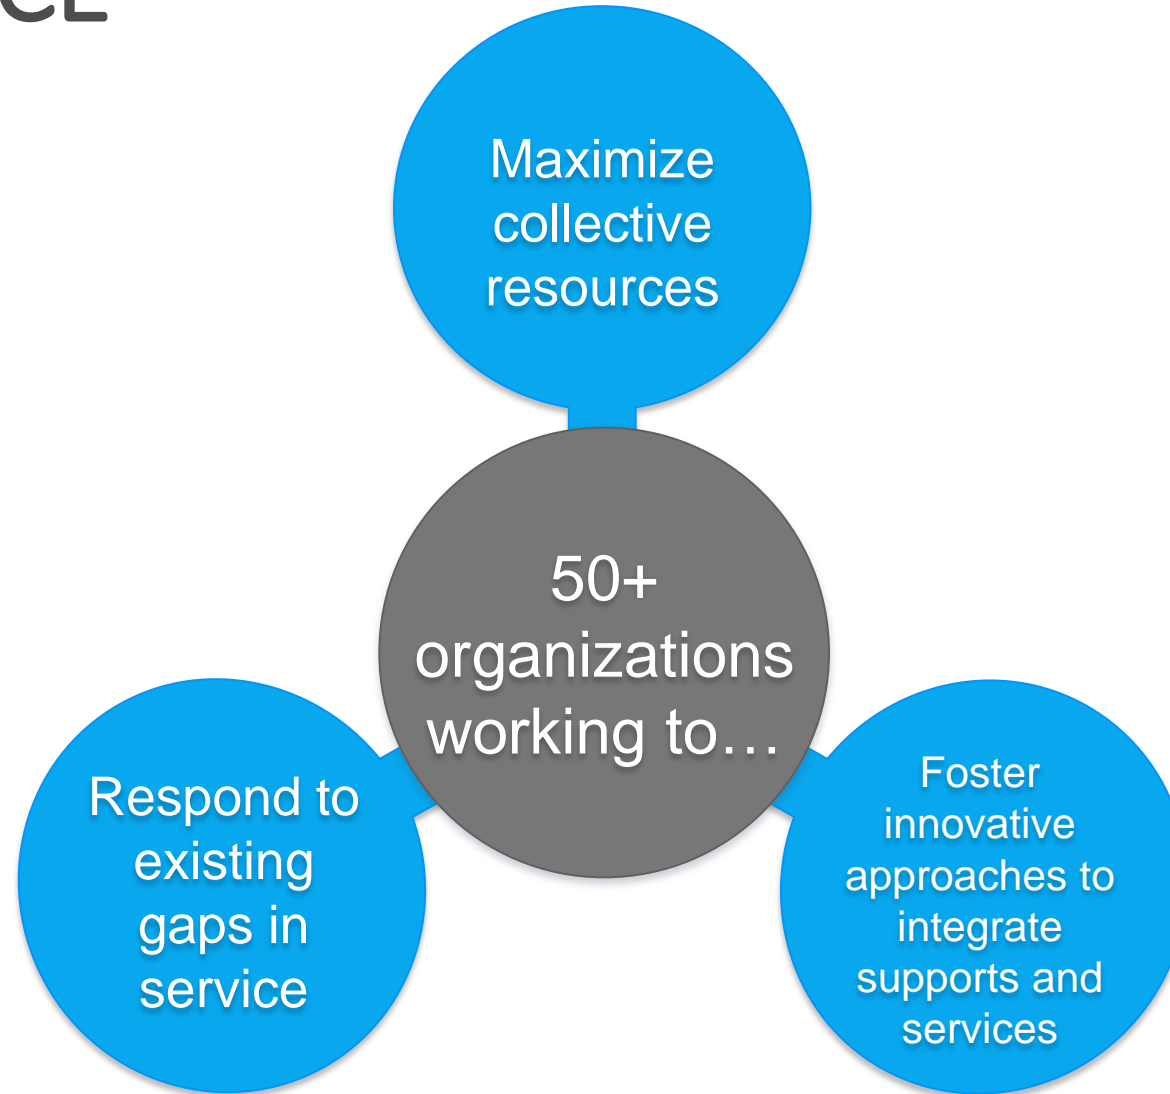 CE
Maximize
collective
resources
50+
organizations
working to…
Respond to
existing
gaps in
service
Foster
innovative
approaches to
integrate
supports and
services